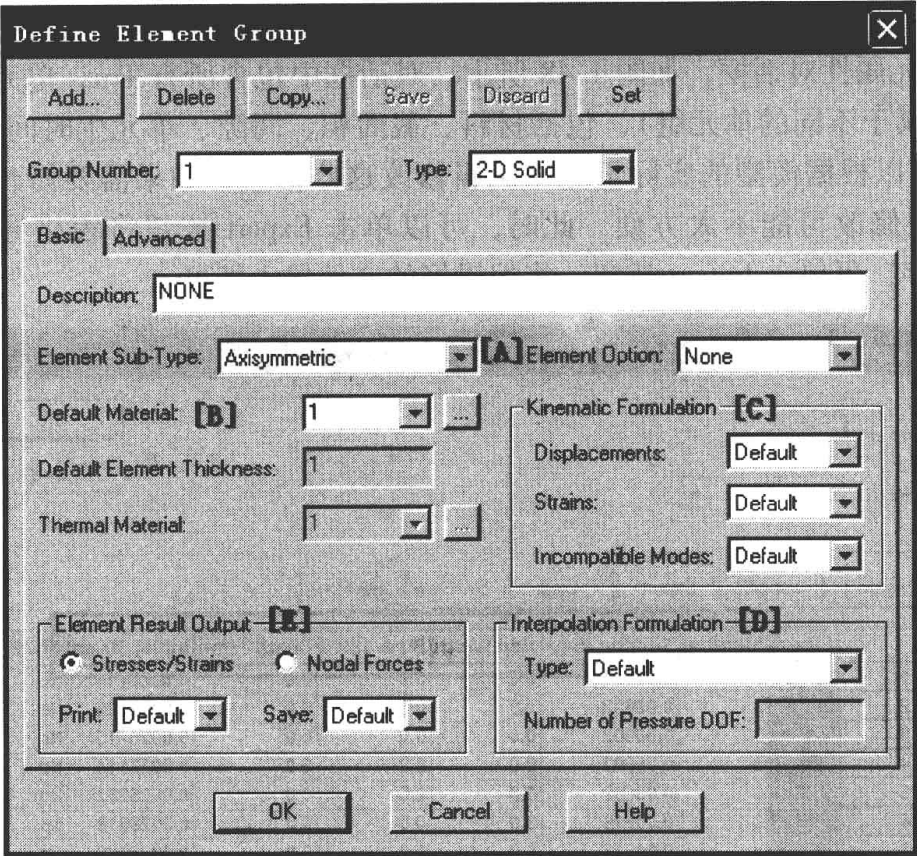 Define Element Group
Add... Delete Copy... Save Discard Set
Group Number: 1 Type: 2-D Solid
Basic Advanced
Description: NONE
Element Sub-Type: Axisymmetric [A] Element Option: None
Default Material: [B] 1 ...
Kinematic Formulation [C]
Displacements: Default
Default Element Thickness: 1
Strains: Default
Thermal Material: 1 ...
Incompatible Modes: Default
Element Result Output [E]
Stresses/Strains Nodal Forces
Print: Default Save: Default
Interpolation Formulation [D]
Type: Default
Number of Pressure DOF:
OK Cancel Help